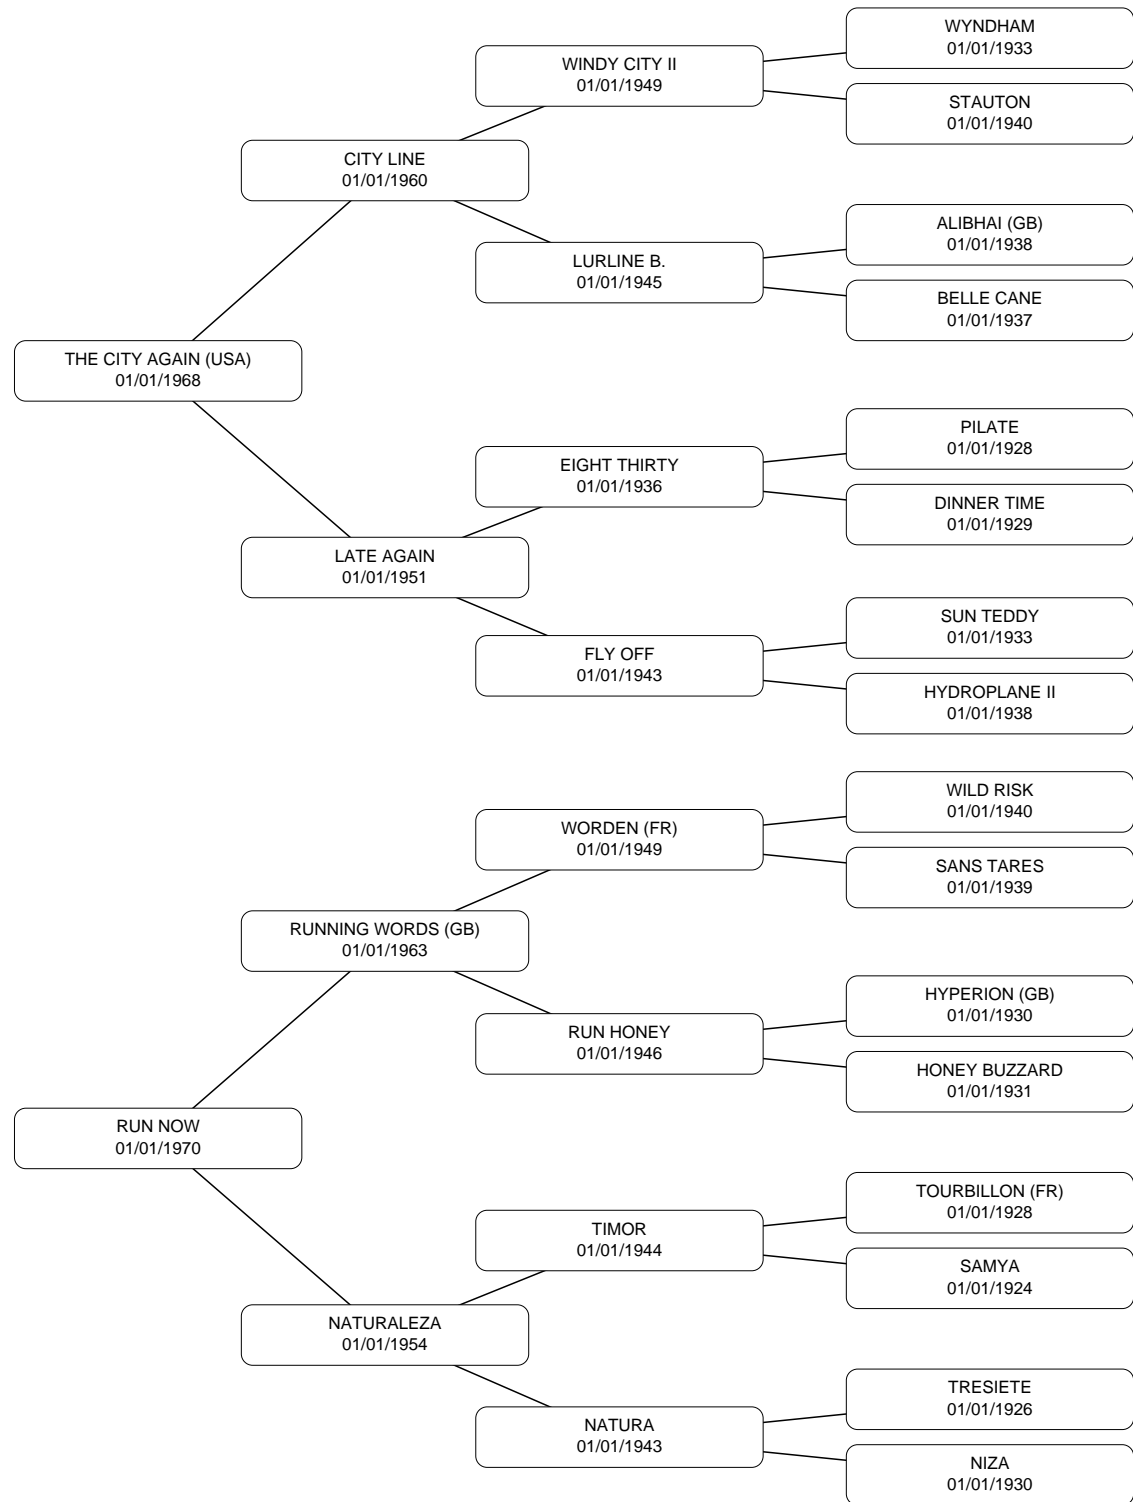 WYNDHAM
01/01/1933
WINDY CITY II
01/01/1949
STAUTON
01/01/1940
CITY LINE
01/01/1960
ALIBHAI (GB)
01/01/1938
LURLINE B.
01/01/1945
BELLE CANE
01/01/1937
THE CITY AGAIN (USA)
01/01/1968
PILATE
01/01/1928
EIGHT THIRTY
01/01/1936
DINNER TIME
01/01/1929
LATE AGAIN
01/01/1951
SUN TEDDY
01/01/1933
FLY OFF
01/01/1943
HYDROPLANE II
01/01/1938
WILD RISK
01/01/1940
WORDEN (FR)
01/01/1949
SANS TARES
01/01/1939
RUNNING WORDS (GB)
01/01/1963
HYPERION (GB)
01/01/1930
RUN HONEY
01/01/1946
HONEY BUZZARD
01/01/1931
RUN NOW
01/01/1970
TOURBILLON (FR)
01/01/1928
TIMOR
01/01/1944
SAMYA
01/01/1924
NATURALEZA
01/01/1954
TRESIETE
01/01/1926
NATURA
01/01/1943
NIZA
01/01/1930